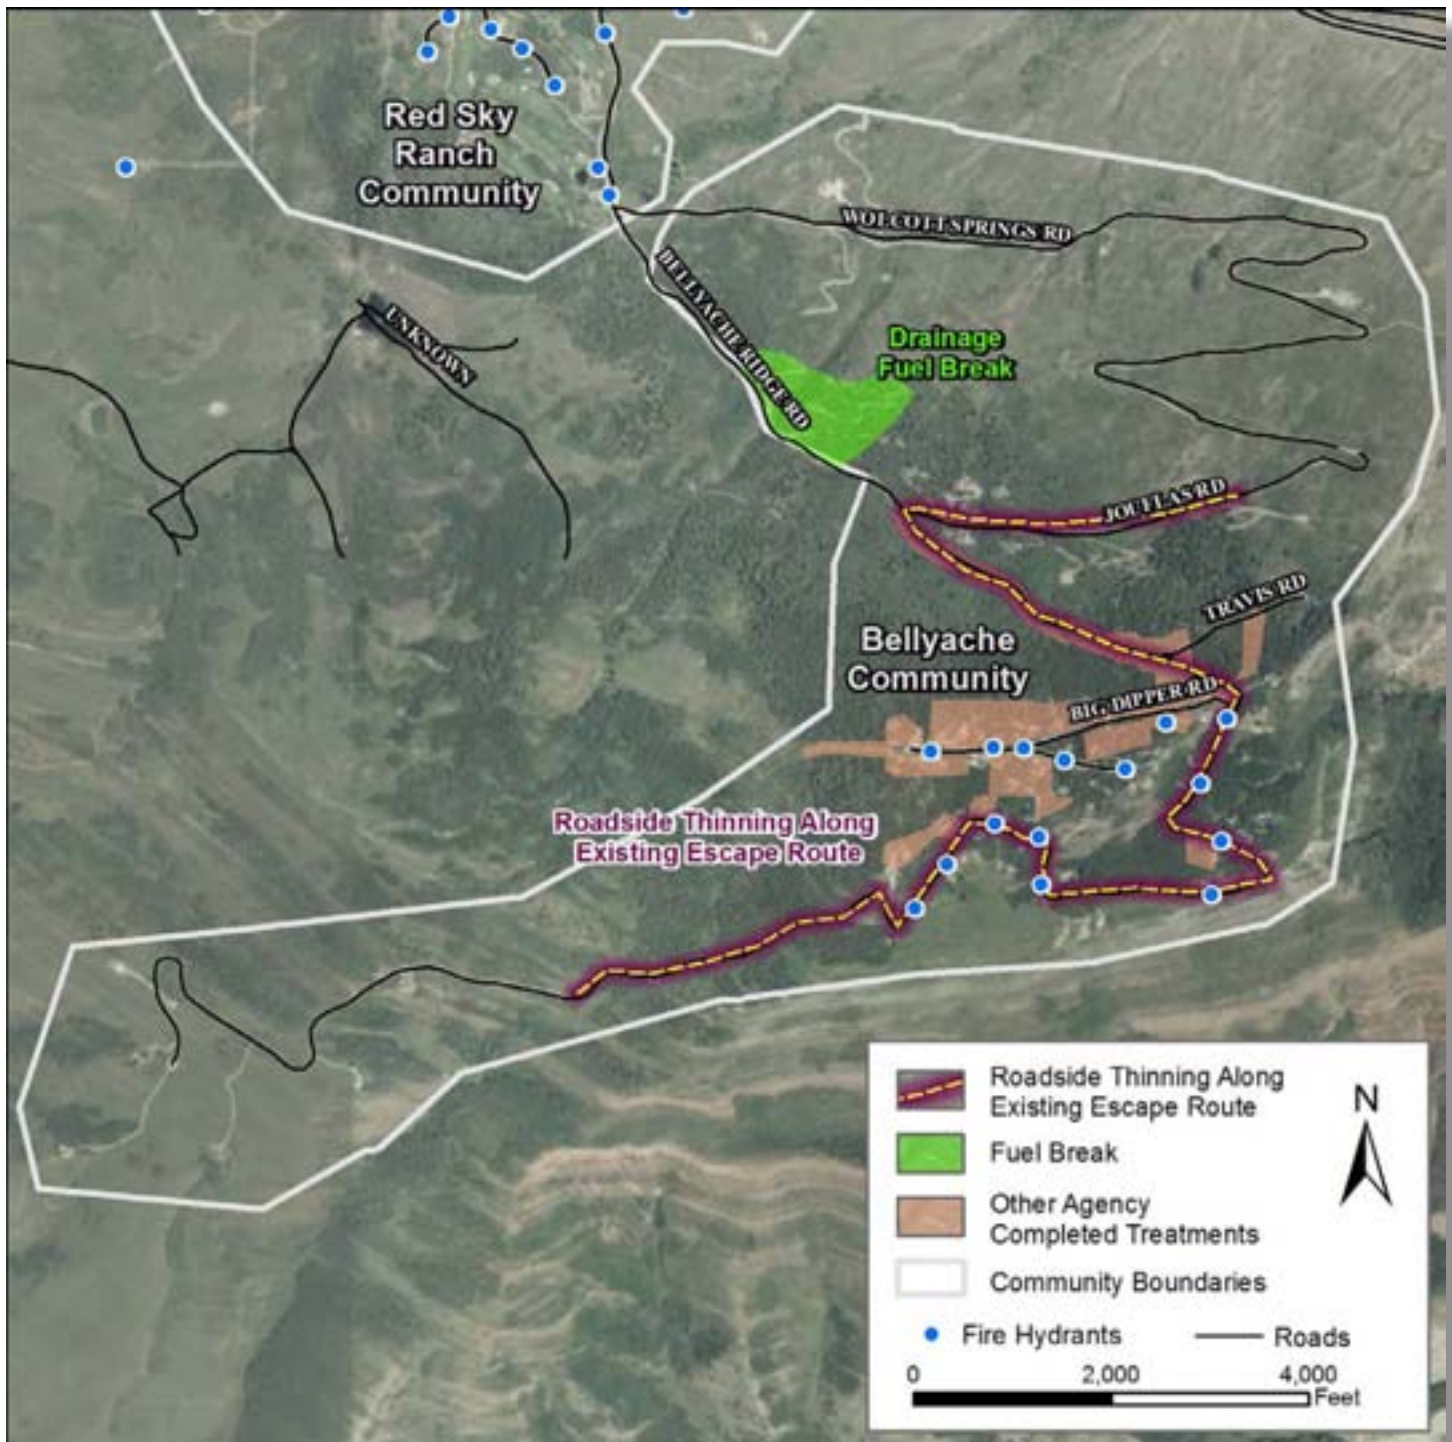 Red Sky
Ranch
Community
WOLCOTT SPRINGS RD
BELLYACHE RIDGE RD
UNKNOWN
Drainage
Fuel Break
JOUFLAS RD
TRAVIS RD
Bellyache
Community
BIG DIPPER RD
Roadside Thinning Along
Existing Escape Route
Roadside Thinning Along
Existing Escape Route
N
Fuel Break
Other Agency
Completed Treatments
Community Boundaries
Fire Hydrants
Roads
0 2,000 4,000
Feet